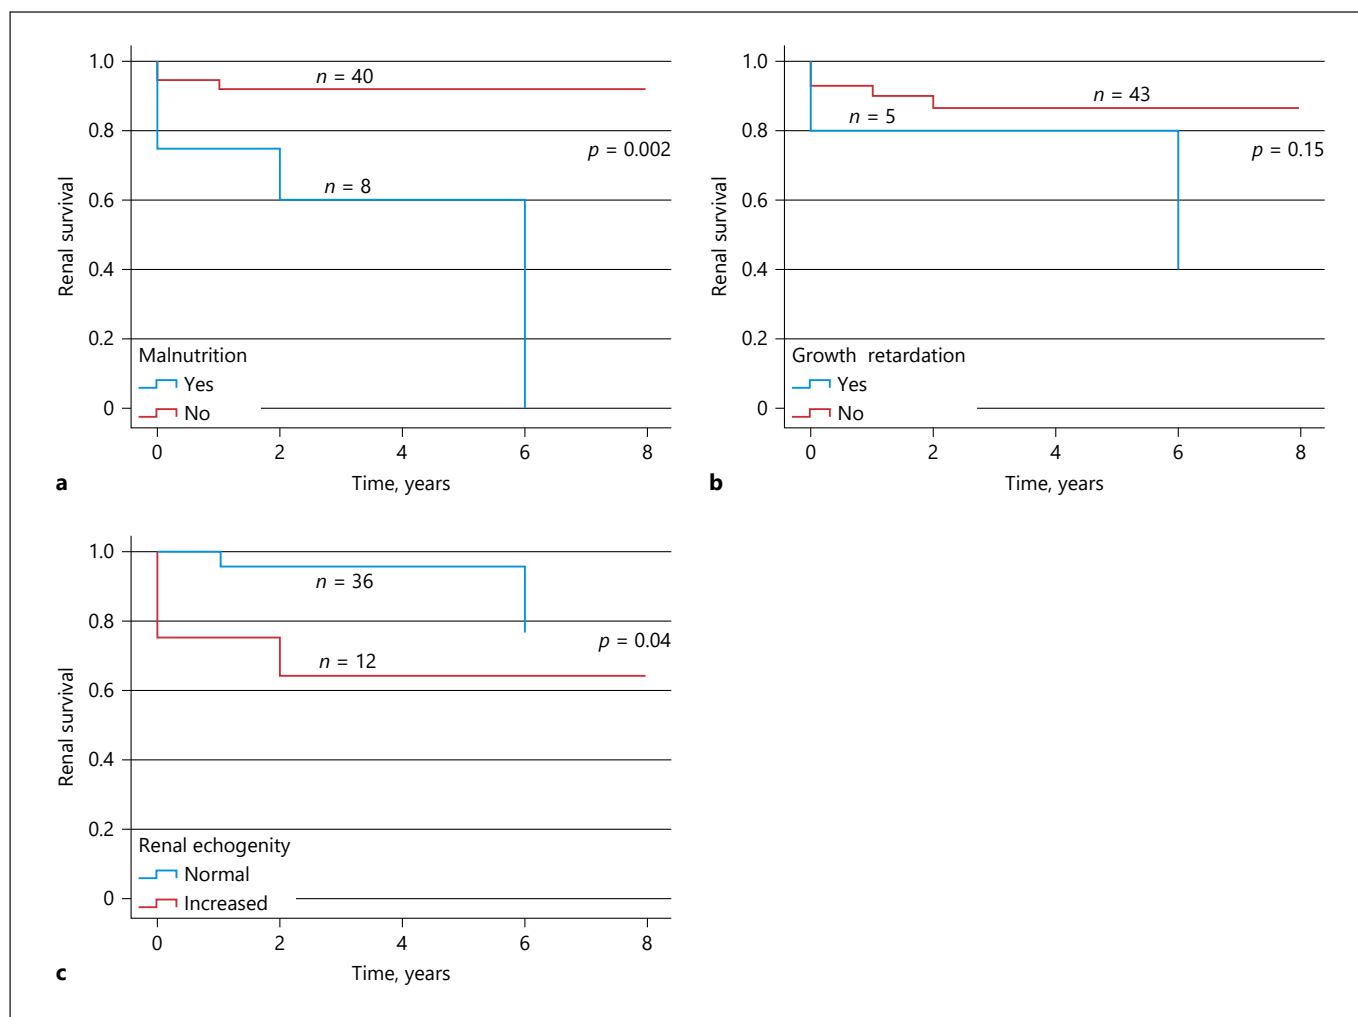 1.0
0.8
0.6
0.4
0.2
0
Renal survival
n = 40
p = 0.002
n = 8
Malnutrition
Yes
No
0 2 4 6 8
Time, years
a
1.0
0.8
0.6
0.4
0.2
0
Renal survival
n = 43
n = 5
p = 0.15
Growth retardation
Yes
No
0 2 4 6 8
Time, years
b
1.0
0.8
0.6
0.4
0.2
0
Renal survival
n = 36
p = 0.04
n = 12
Renal echogenity
Normal
Increased
0 2 4 6 8
Time, years
c